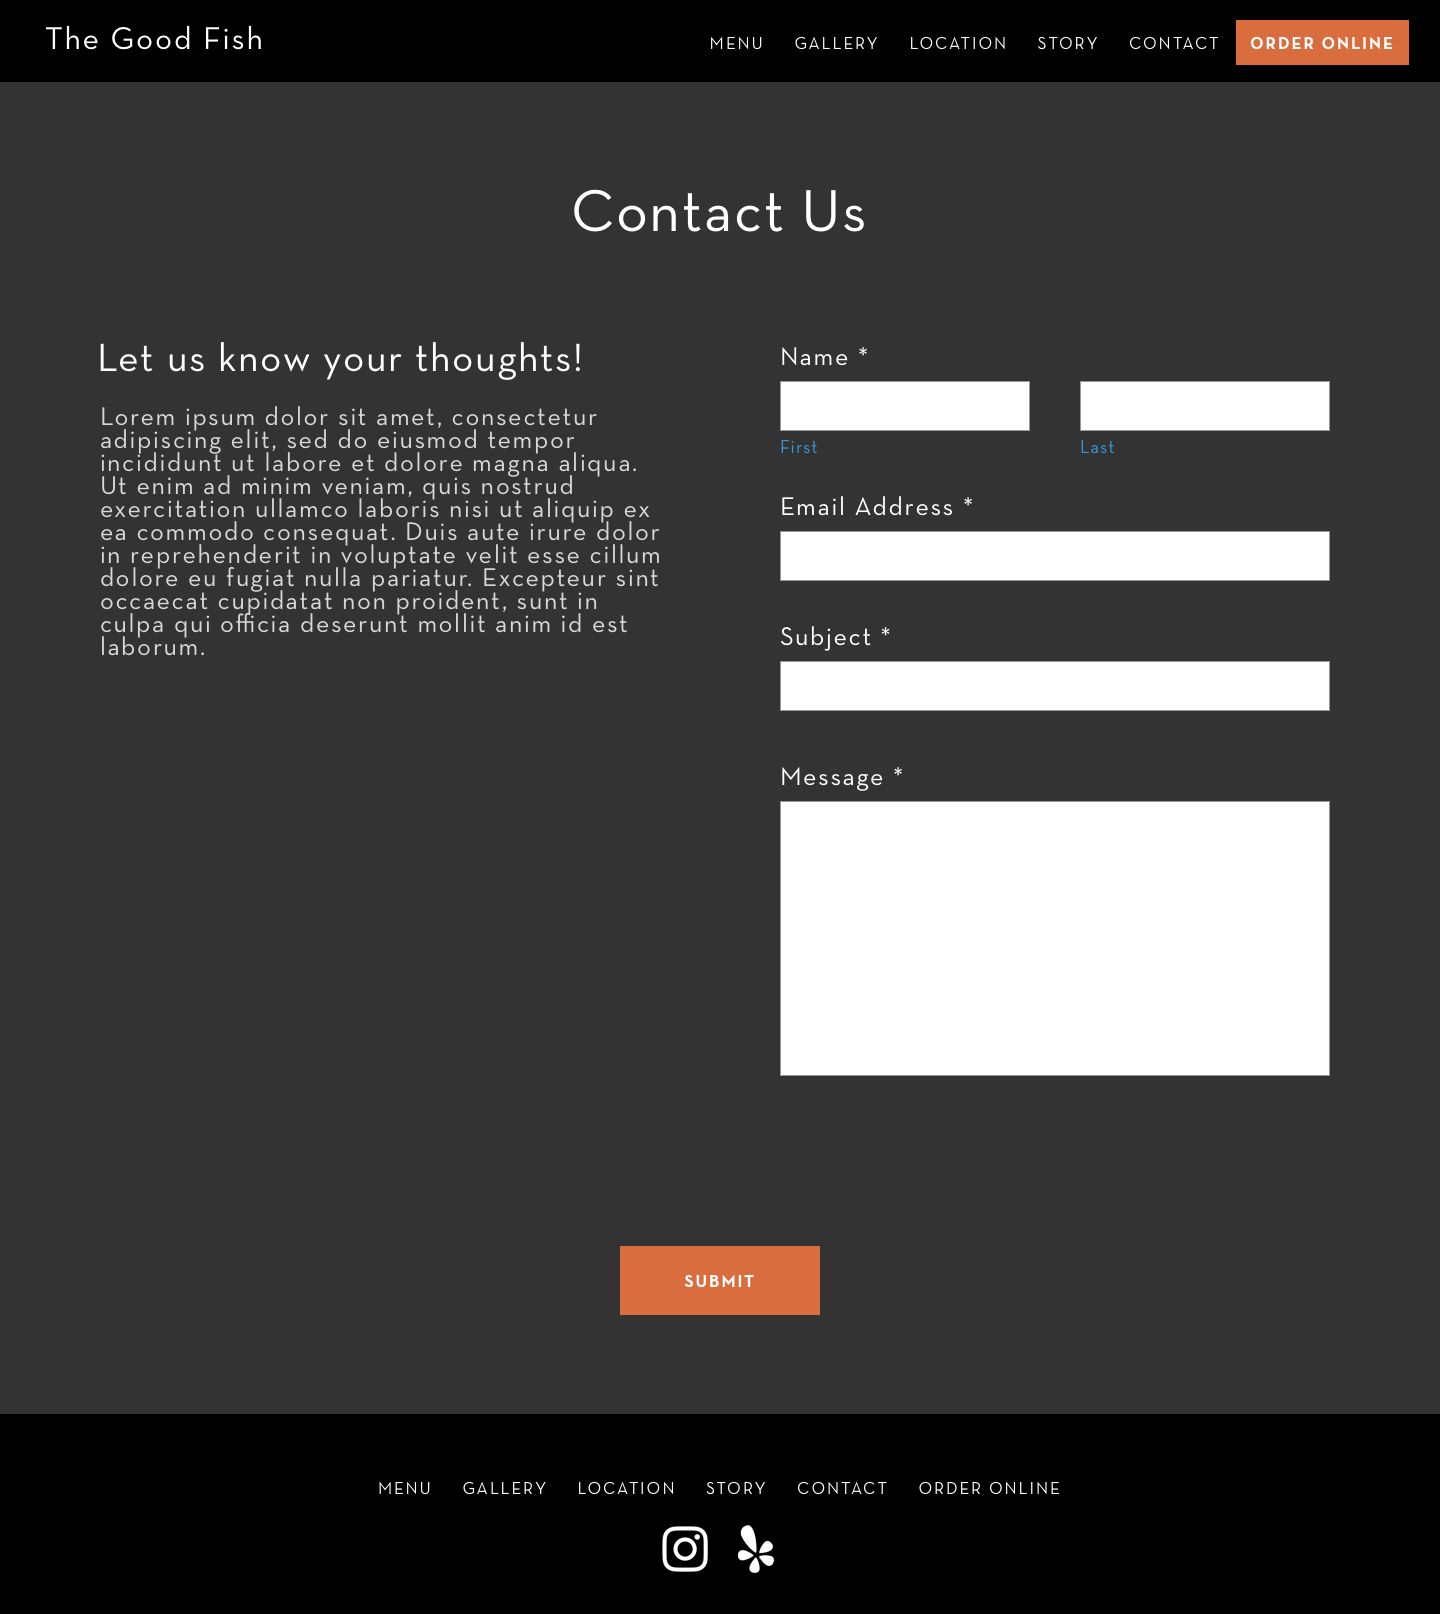 The Good Fish
MENU GALLERY LOCATION STORY CONTACT ORDER ONLINE
Contact Us
Let us know your thoughts!
Lorem ipsum dolor sit amet, consectetur
adipiscing elit, sed do eiusmod tempor
incididunt ut labore et dolore magna aliqua.
Ut enim ad minim veniam, quis nostrud
exercitation ullamco laboris nisi ut aliquip ex
ea commodo consequat. Duis aute irure dolor
in reprehenderit in voluptate velit esse cillum
dolore eu fugiat nulla pariatur. Excepteur sint
occaecat cupidatat non proident, sunt in
culpa qui officia deserunt mollit anim id est
laborum.
Name *
First Last
Email Address *
Subject *
Message *
SUBMIT
MENU GALLERY LOCATION STORY CONTACT ORDER ONLINE